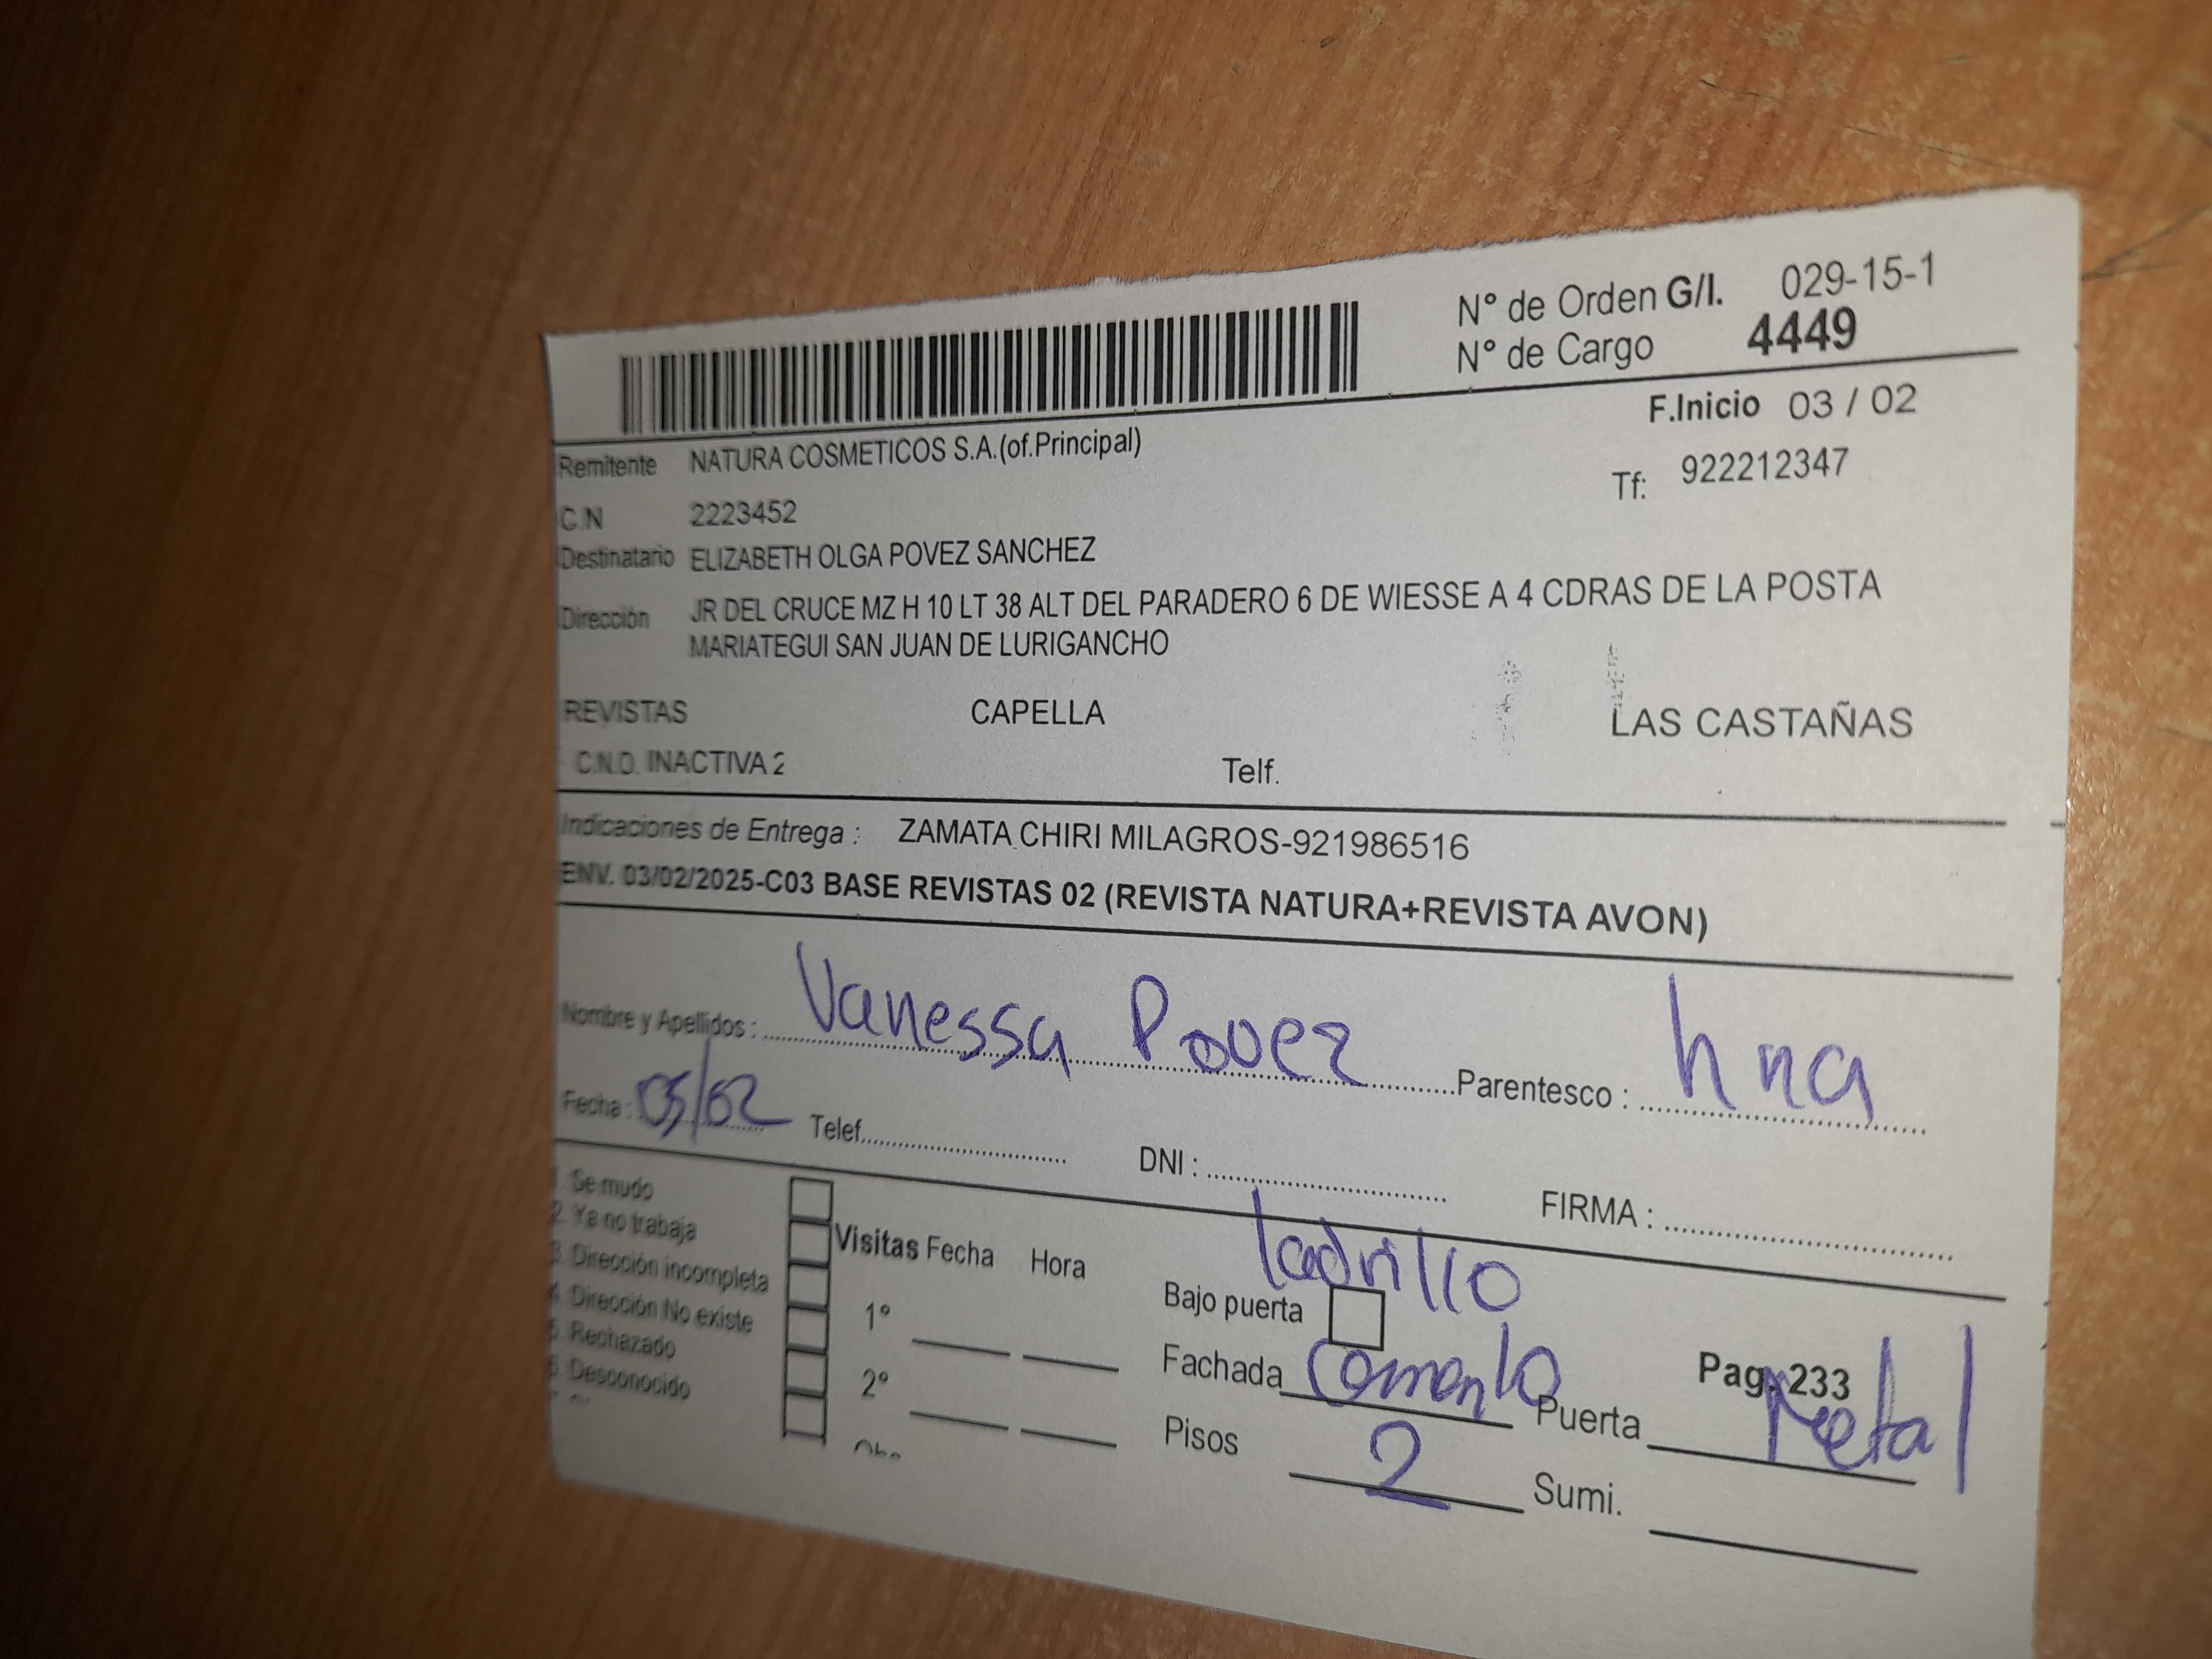 N° de Orden G/I. 029-15-1
N° de Cargo 4449
F.Inicio 03 / 02
Remitente NATURA COSMETICOS S.A.(of.Principal)
Tf: 922212347
C.N 2223452
Destinatario ELIZABETH OLGA POVEZ SANCHEZ
Dirección JR DEL CRUCE MZ H 10 LT 38 ALT DEL PARADERO 6 DE WIESSE A 4 CDRAS DE LA POSTA
MARIATEGUI SAN JUAN DE LURIGANCHO
REVISTAS CAPELLA LAS CASTAÑAS
C.N.O. INACTIVA 2 Telf.
Indicaciones de Entrega : ZAMATA CHIRI MILAGROS-921986516
ENV. 03/02/2025-C03 BASE REVISTAS 02 (REVISTA NATURA+REVISTA AVON)
Nombre y Apellidos : Vanessa Povez Parentesco : hna
Fecha : 05/02 Telef. DNI : FIRMA :
1. Se mudo
2. Ya no trabaja
3. Dirección incompleta
4. Dirección No existe
5. Rechazado
6. Desconocido
Visitas Fecha Hora
1°
2°
ladrillo
Bajo puerta
Fachada Cemento Puerta Metal
Pag. 233
Pisos 2 Sumi.